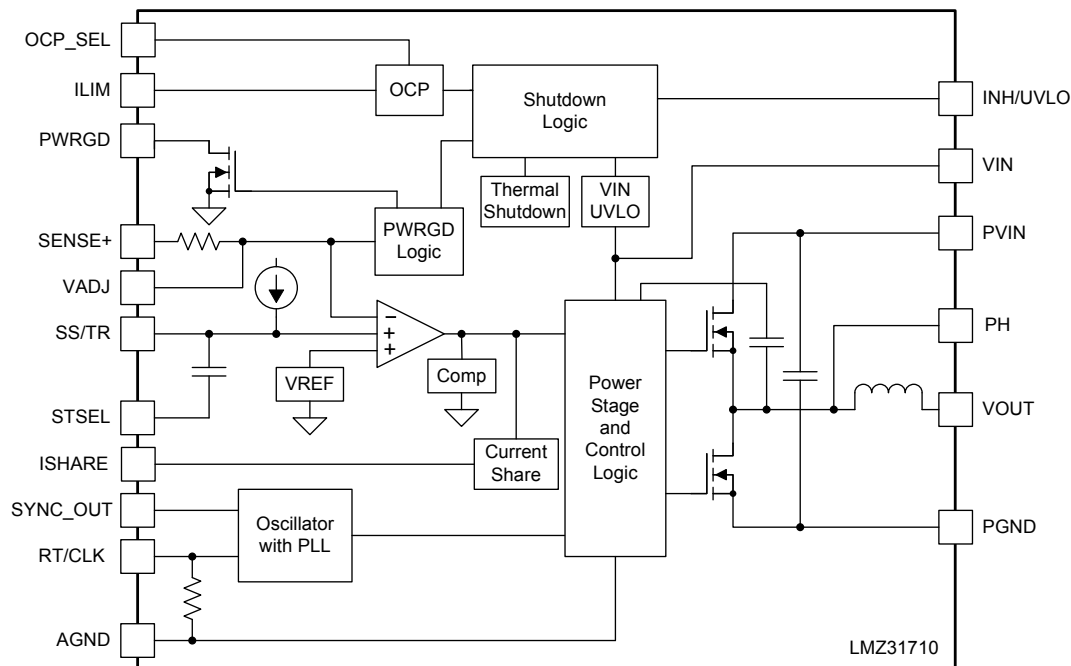 OCP_SEL
ILIM
PWRGD
SENSE+
VADJ
SS/TR
STSEL
ISHARE
SYNC_OUT
RT/CLK
AGND
OCP
Shutdown
Logic
Thermal
Shutdown
VIN
UVLO
PWRGD
Logic
−
+
+
VREF
Comp
Current
Share
Oscillator
with PLL
Power
Stage
and
Control
Logic
INH/UVLO
VIN
PVIN
PH
VOUT
PGND
LMZ31710